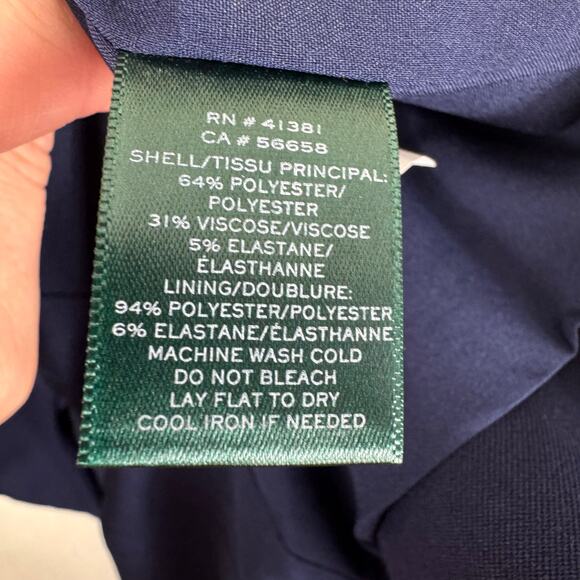 RN # 41381
CA # 56658
SHELL/TISSU PRINCIPAL:
64% POLYESTER/
POLYESTER
31% VISCOSE/VISCOSE
5% ELASTANE/
ÉLASTHANNE
LINING/DOUBLURE:
94% POLYESTER/POLYESTER
6% ELASTANE/ÉLASTHANNE
MACHINE WASH COLD
DO NOT BLEACH
LAY FLAT TO DRY
COOL IRON IF NEEDED